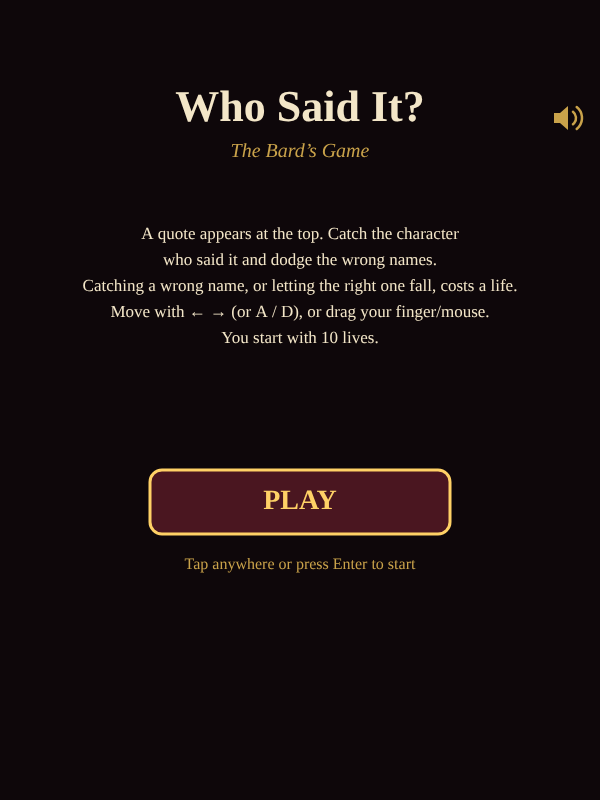 Who Said It?
The Bard’s Game
A quote appears at the top. Catch the character
who said it and dodge the wrong names.
Catching a wrong name, or letting the right one fall, costs a life.
Move with ← → (or A / D), or drag your finger/mouse.
You start with 10 lives.
PLAY
Tap anywhere or press Enter to start